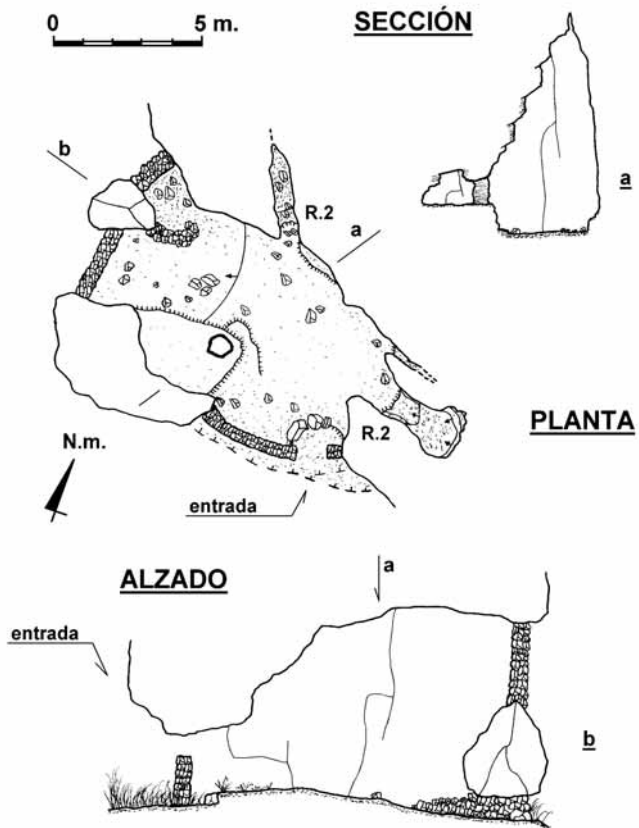 0 5 m.
SECCIÓN
b
a
R.2
a
PLANTA
N.m.
R.2
entrada
ALZADO
a
entrada
b